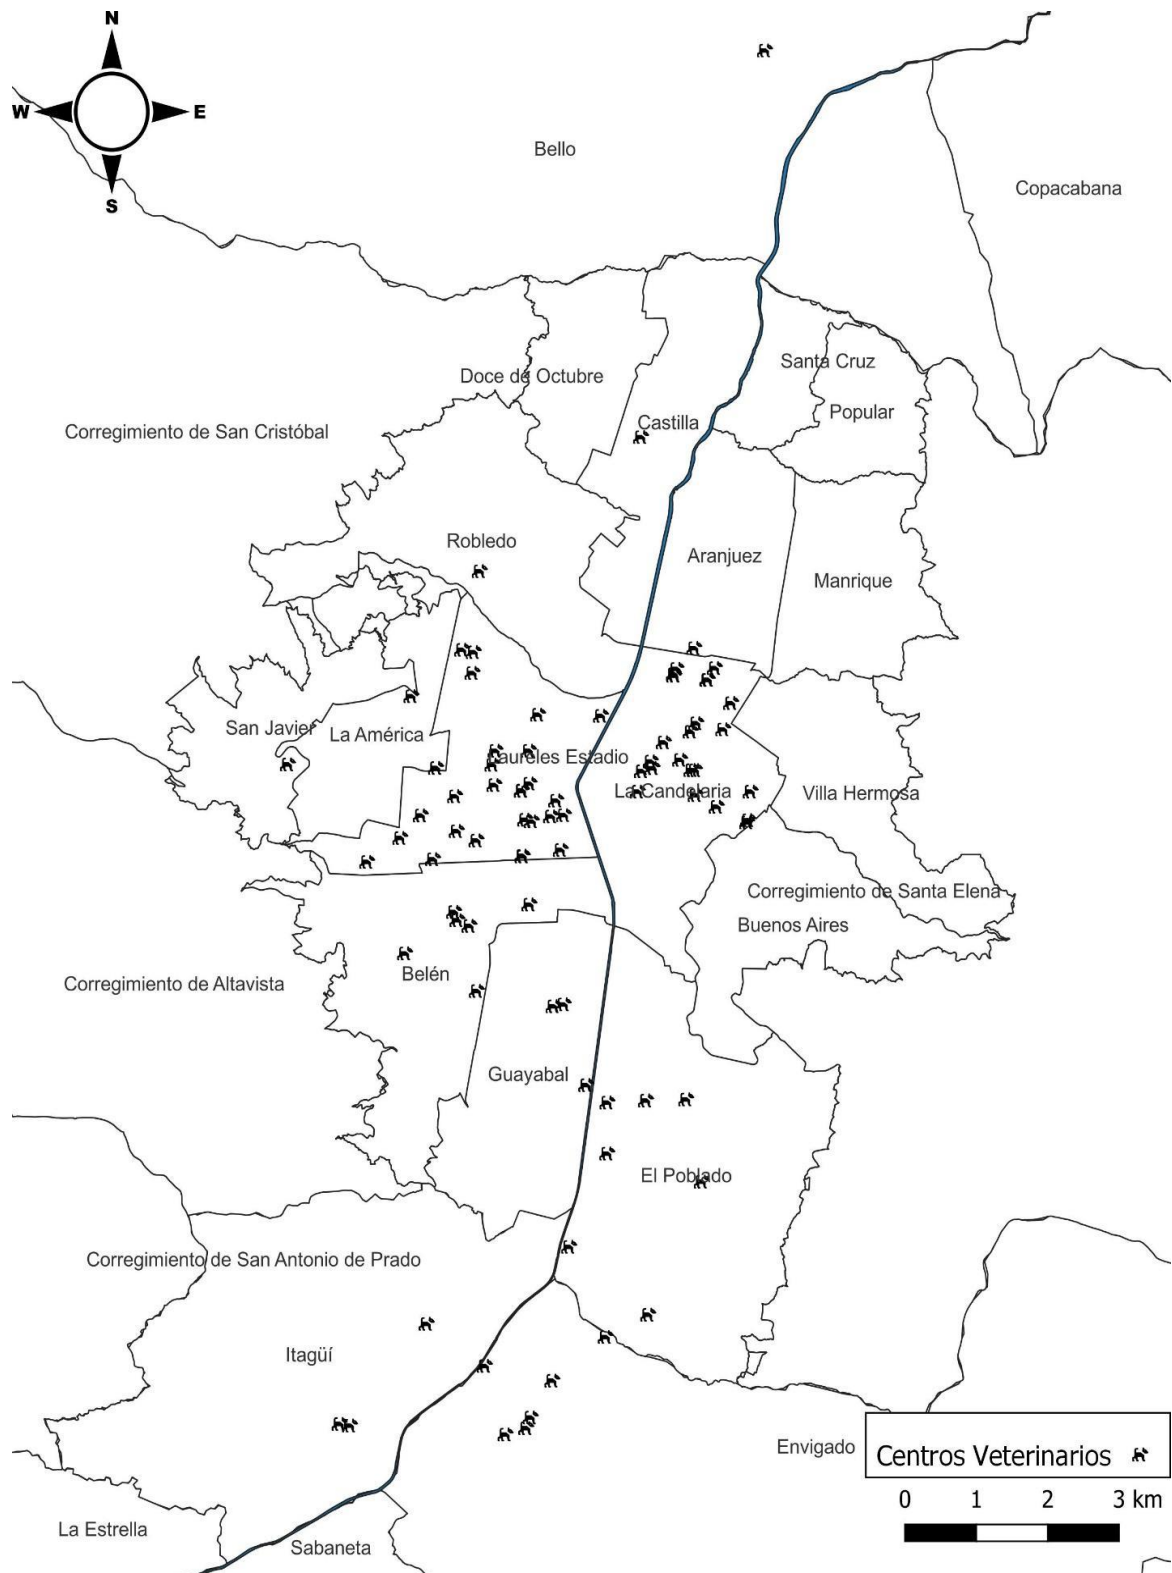 N
W
E
S
Bello
Copacabana
Santa Cruz
Doce de Octubre
Popular
Castilla
Corregimiento de San Cristóbal
Robledo
Aranjuez
Manrique
San Javier
La América
Laureles Estadio
La Candelaria
Villa Hermosa
Corregimiento de Santa Elena
Buenos Aires
Belén
Corregimiento de Altavista
Guayabal
El Poblado
Corregimiento de San Antonio de Prado
Itagüí
Envigado
Centros Veterinarios
0 1 2 3 km
La Estrella
Sabaneta